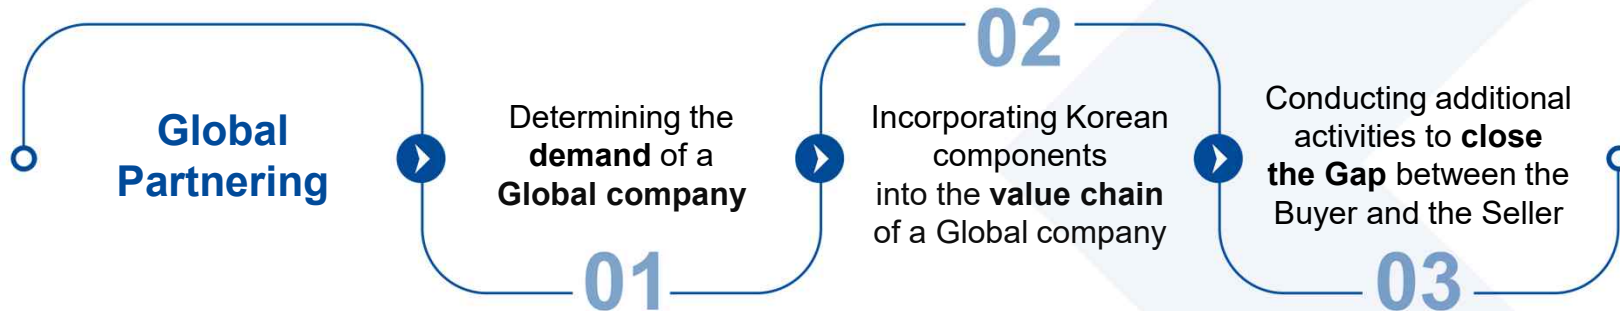 Global
Partnering
Determining the
demand of a
Global company
01
02
Incorporating Korean
components
into the value chain
of a Global company
Conducting additional
activities to close
the Gap between the
Buyer and the Seller
03